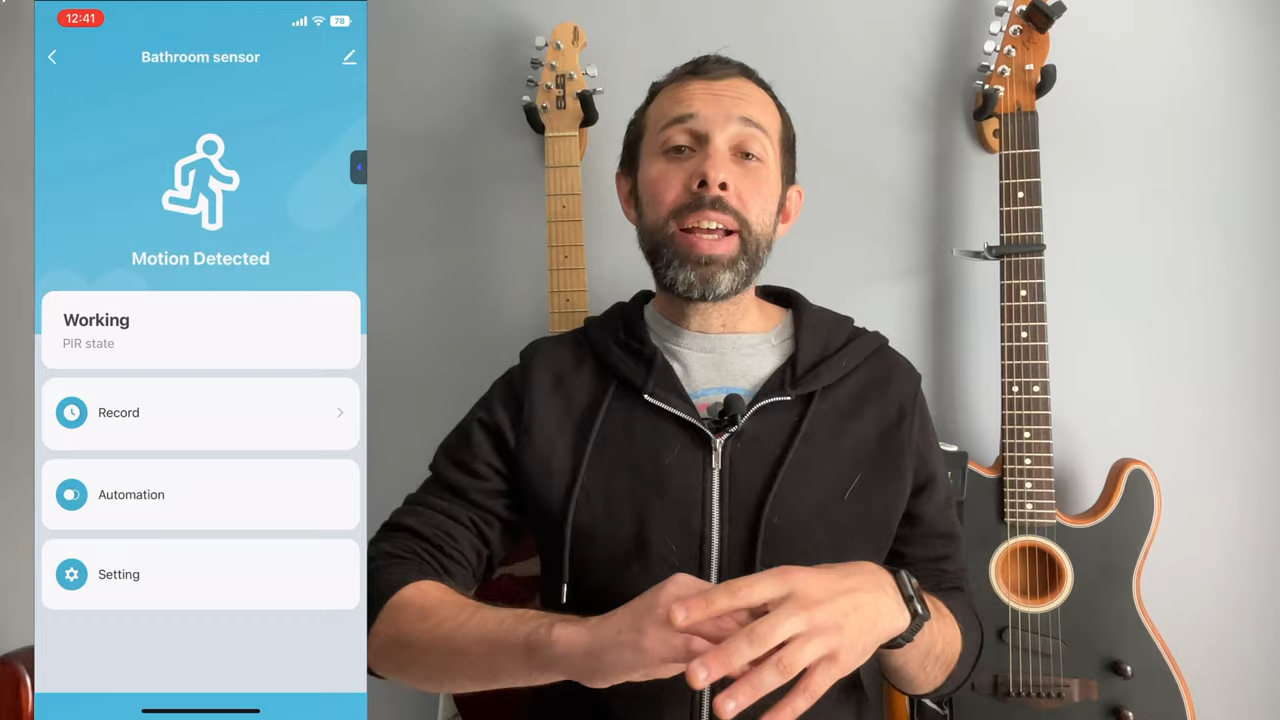 12:41
78
Bathroom sensor
Motion Detected
Working
PIR state
Record
Automation
Setting